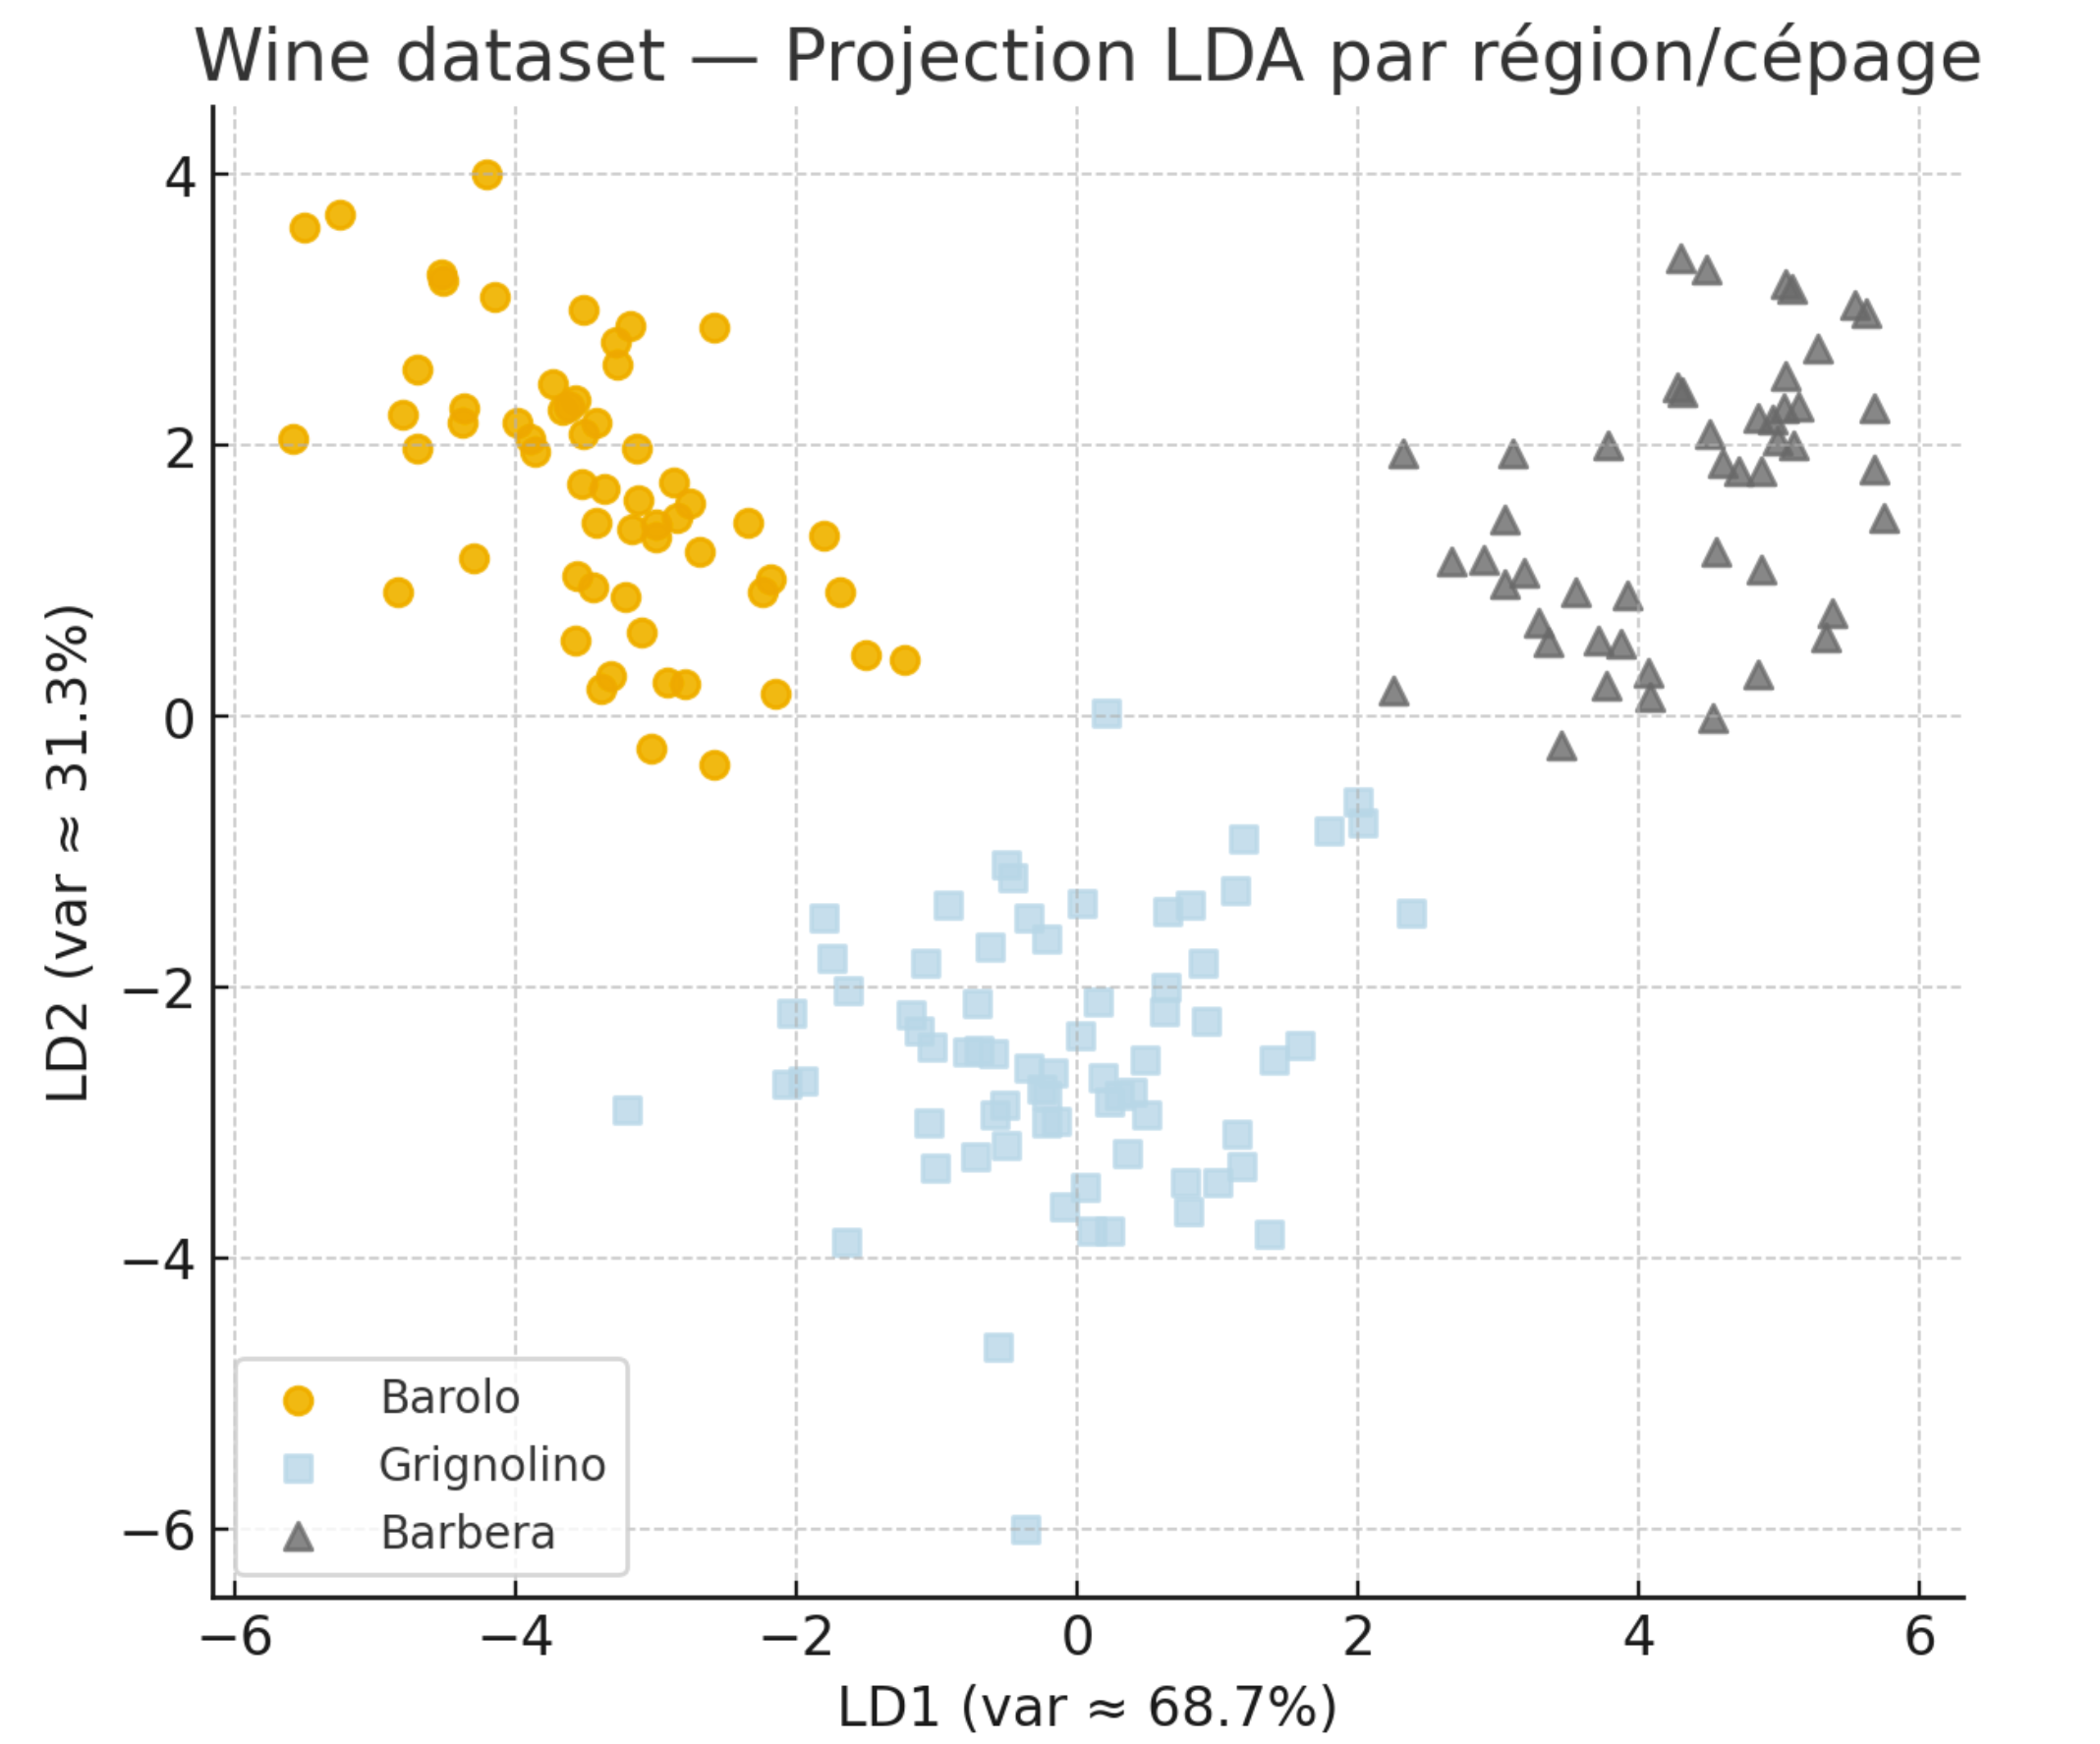 Wine dataset — Projection LDA par région/cépage
4
2
0
−2
−4
−6
LD2 (var ≈ 31.3%)
Barolo
Grignolino
Barbera
−6 −4 −2 0 2 4 6
LD1 (var ≈ 68.7%)